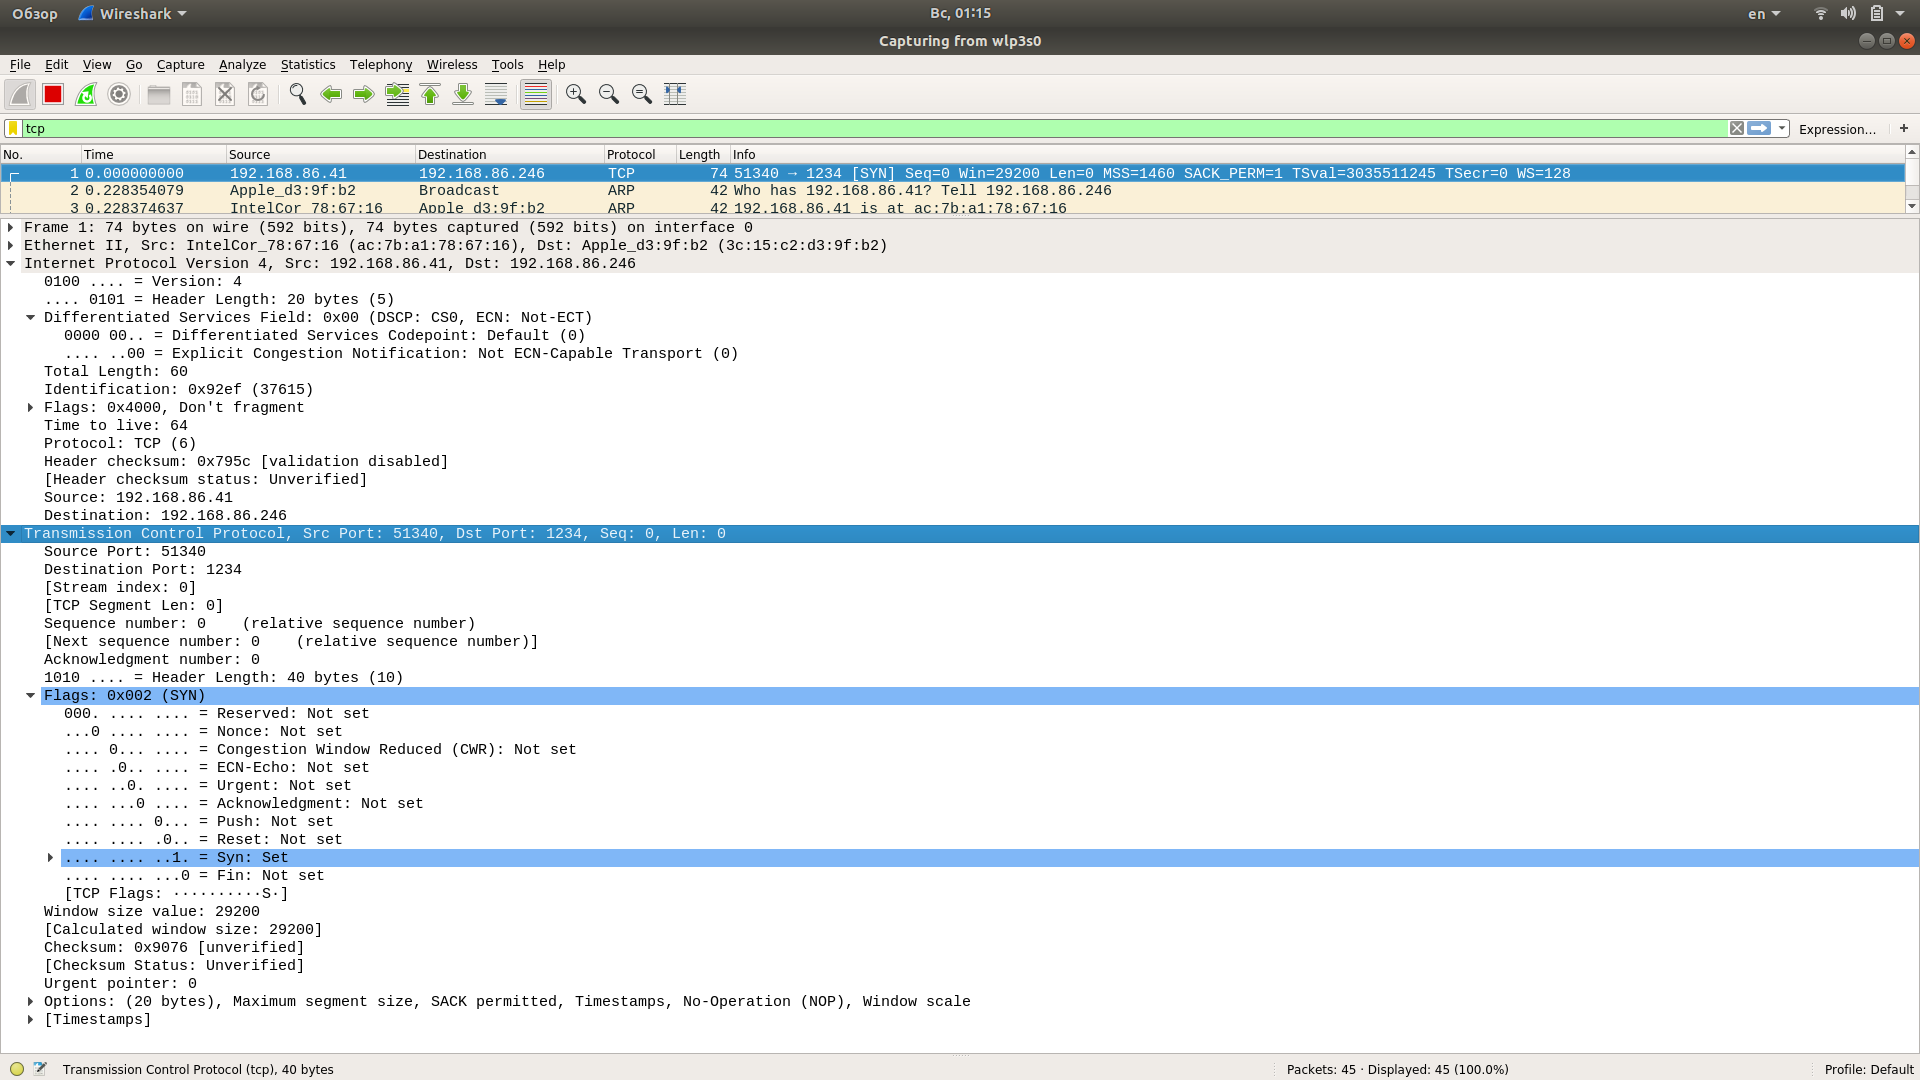 Обзор Wireshark Вс, 01:15 en
Capturing from wlp3s0
File Edit View Go Capture Analyze Statistics Telephony Wireless Tools Help
tcp Expression... +
No. Time Source Destination Protocol Length Info
1 0.000000000 192.168.86.41 192.168.86.246 TCP 74 51340 → 1234 [SYN] Seq=0 Win=29200 Len=0 MSS=1460 SACK_PERM=1 TSval=3035511245 TSecr=0 WS=128
2 0.228354079 Apple_d3:9f:b2 Broadcast ARP 42 Who has 192.168.86.41? Tell 192.168.86.246
3 0.228374637 IntelCor_78:67:16 Apple_d3:9f:b2 ARP 42 192.168.86.41 is at ac:7b:a1:78:67:16
Frame 1: 74 bytes on wire (592 bits), 74 bytes captured (592 bits) on interface 0
Ethernet II, Src: IntelCor_78:67:16 (ac:7b:a1:78:67:16), Dst: Apple_d3:9f:b2 (3c:15:c2:d3:9f:b2)
Internet Protocol Version 4, Src: 192.168.86.41, Dst: 192.168.86.246
0100 .... = Version: 4
.... 0101 = Header Length: 20 bytes (5)
Differentiated Services Field: 0x00 (DSCP: CS0, ECN: Not-ECT)
0000 00.. = Differentiated Services Codepoint: Default (0)
.... ..00 = Explicit Congestion Notification: Not ECN-Capable Transport (0)
Total Length: 60
Identification: 0x92ef (37615)
Flags: 0x4000, Don't fragment
Time to live: 64
Protocol: TCP (6)
Header checksum: 0x795c [validation disabled]
[Header checksum status: Unverified]
Source: 192.168.86.41
Destination: 192.168.86.246
Transmission Control Protocol, Src Port: 51340, Dst Port: 1234, Seq: 0, Len: 0
Source Port: 51340
Destination Port: 1234
[Stream index: 0]
[TCP Segment Len: 0]
Sequence number: 0    (relative sequence number)
[Next sequence number: 0    (relative sequence number)]
Acknowledgment number: 0
1010 .... = Header Length: 40 bytes (10)
Flags: 0x002 (SYN)
000. .... .... = Reserved: Not set
...0 .... .... = Nonce: Not set
.... 0... .... = Congestion Window Reduced (CWR): Not set
.... .0.. .... = ECN-Echo: Not set
.... ..0. .... = Urgent: Not set
.... ...0 .... = Acknowledgment: Not set
.... .... 0... = Push: Not set
.... .... .0.. = Reset: Not set
.... .... ..1. = Syn: Set
.... .... ...0 = Fin: Not set
[TCP Flags: ··········S·]
Window size value: 29200
[Calculated window size: 29200]
Checksum: 0x9076 [unverified]
[Checksum Status: Unverified]
Urgent pointer: 0
Options: (20 bytes), Maximum segment size, SACK permitted, Timestamps, No-Operation (NOP), Window scale
[Timestamps]
Transmission Control Protocol (tcp), 40 bytes Packets: 45 · Displayed: 45 (100.0%) Profile: Default